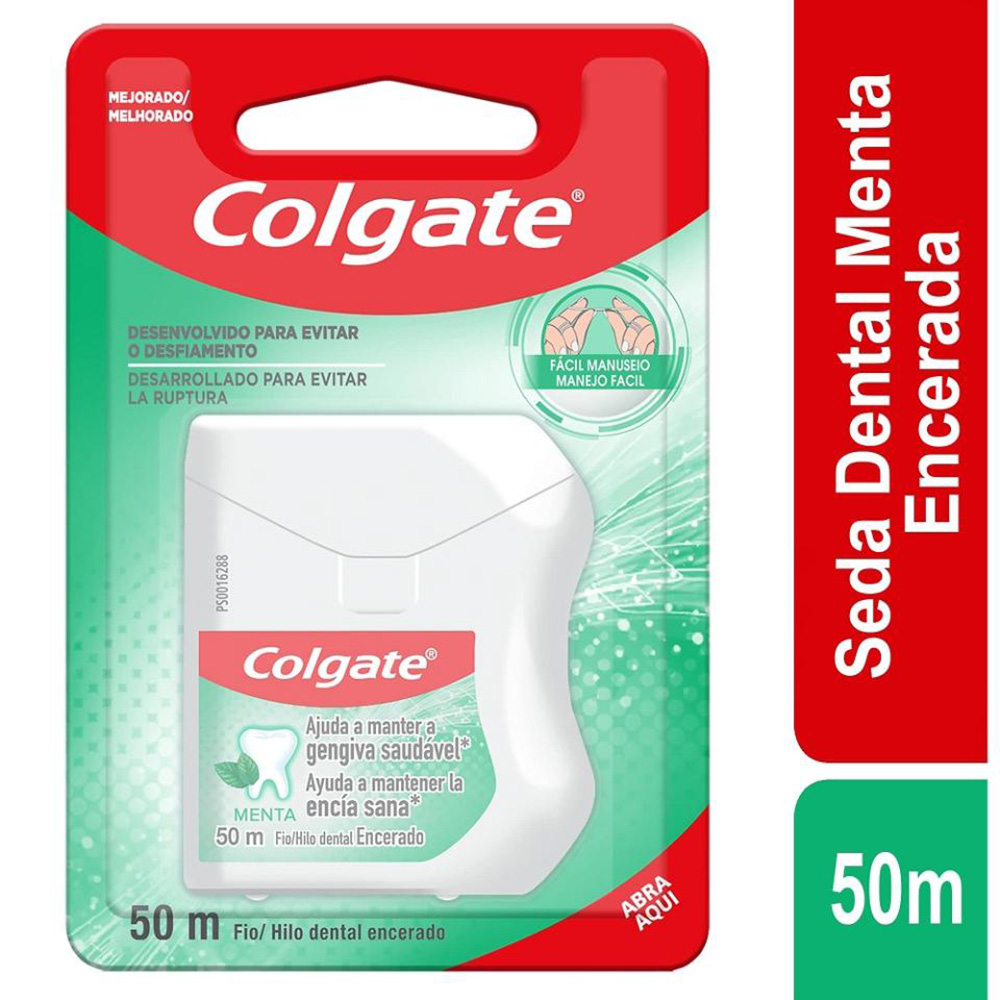 MEJORADO/
MELHORADO
Colgate®
DESENVOLVIDO PARA EVITAR
O DESFIAMENTO
DESARROLLADO PARA EVITAR
LA RUPTURA
FÁCIL MANUSEIO
MANEJO FACIL
PS0016288
Colgate®
Ajuda a manter a
gengiva saudável*
Ayuda a mantener la
encía sana*
MENTA
50 m Fio/Hilo dental Encerado
ABRA
AQUI
50 m Fio/ Hilo dental encerado
Seda Dental Menta
Encerada
50m